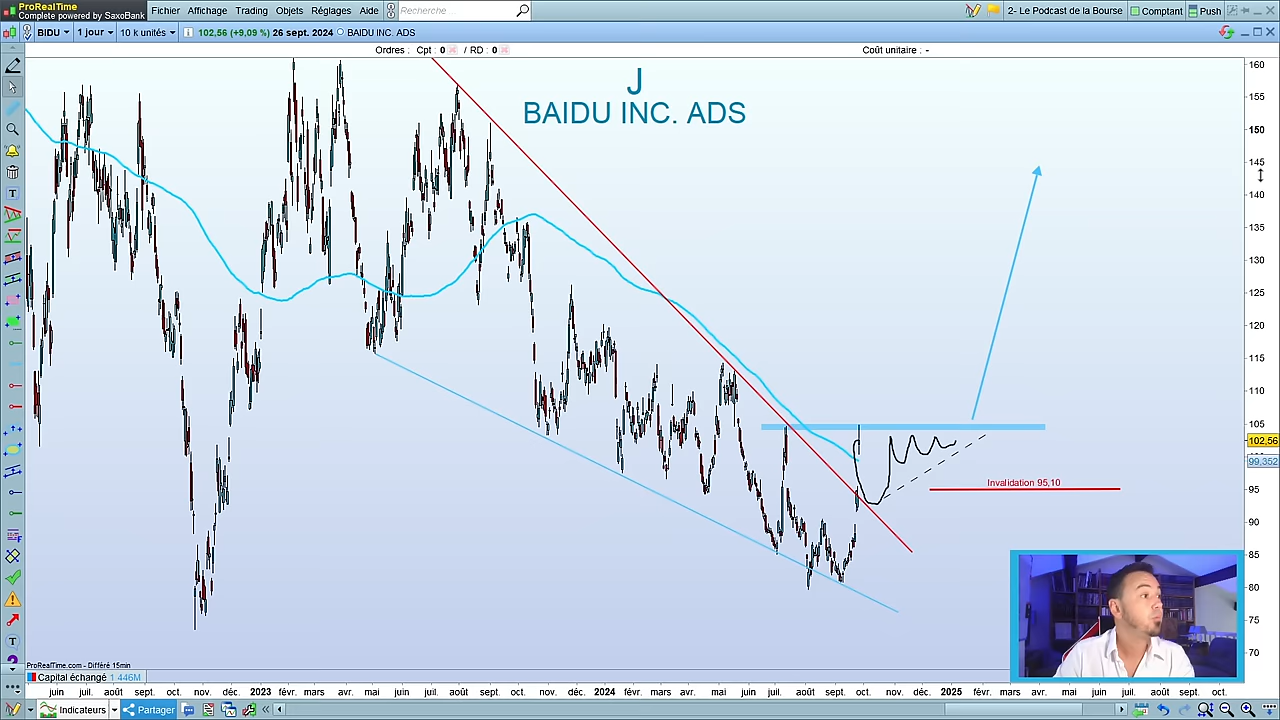 ProRealTime
Complete powered by SaxoBank
Fichier Affichage Trading Objets Réglages Aide Recherche 2- Le Podcast de la Bourse Comptant Push
BIDU 1 jour 10 k unités 102,56 (+9,09 %) 26 sept. 2024 BAIDU INC. ADS
Ordres : Cpt : 0 / RD : 0 Coût unitaire : -
J
BAIDU INC. ADS
160
155
150
145
140
135
130
125
120
115
110
105
102,56
99,352
95
90
85
80
75
70
Invalidation 95,10
ProRealTime.com - Différé 15min
Capital échangé 1 446M
juin juil. août sept. oct. nov. déc. 2023 févr. mars avr. mai juin juil. août sept. oct. nov. déc. 2024 févr. mars avr. mai juin juil. août sept. oct. nov. déc. 2025 févr. mars avr. mai juin juil. août sept. oct.
Indicateurs Partager